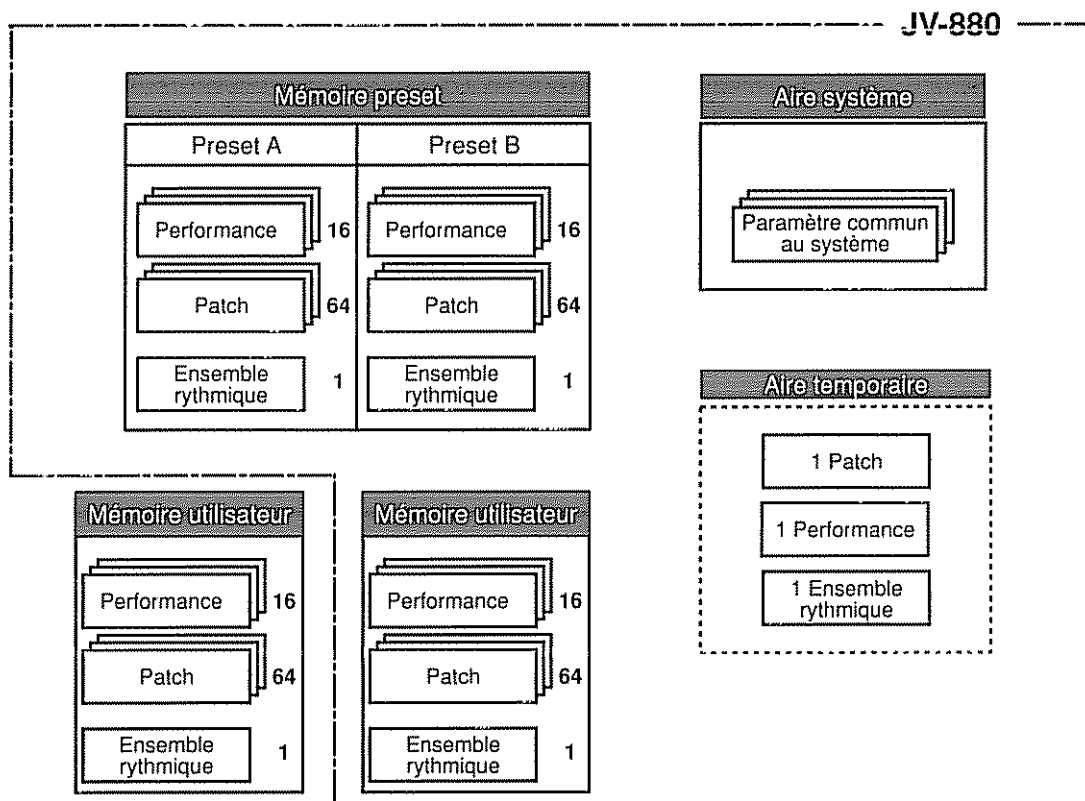 JV-880
Mémoire preset
Preset A
Preset B
Performance 16
Performance 16
Patch 64
Patch 64
Ensemble
rythmique 1
Ensemble
rythmique 1
Aire système
Paramètre commun
au système
Aire temporaire
1 Patch
1 Performance
1 Ensemble
rythmique
Mémoire utilisateur
Performance 16
Patch 64
Ensemble
rythmique 1
Mémoire utilisateur
Performance 16
Patch 64
Ensemble
rythmique 1